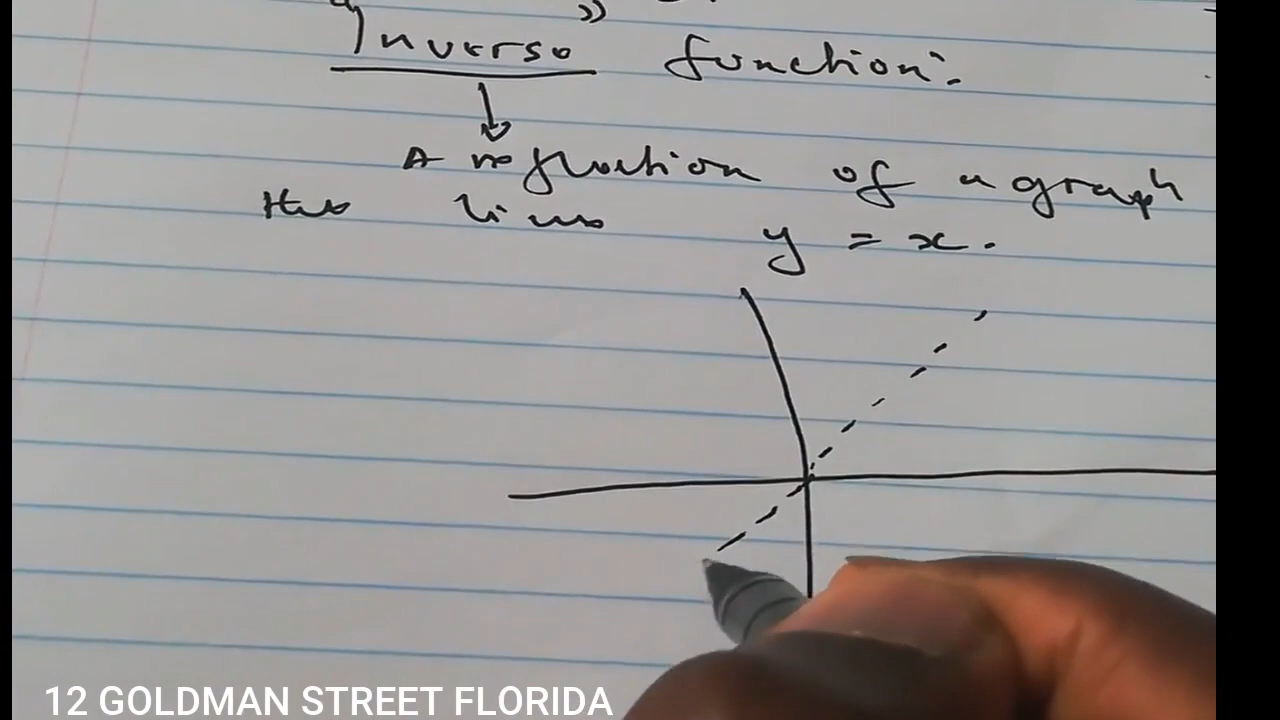 "Inverse" function:
A reflection of a graph
the line y = x.
12 GOLDMAN STREET FLORIDA